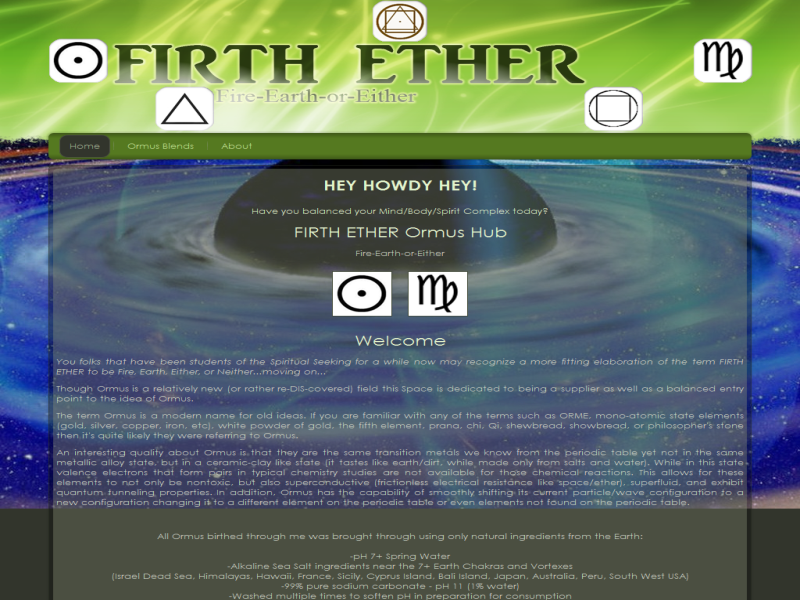 FIRTH ETHER
Fire-Earth-or-Either
Home
Ormus Blends
About
HEY HOWDY HEY!
Have you balanced your Mind/Body/Spirit Complex today?
FIRTH ETHER Ormus Hub
Fire-Earth-or-Either
Welcome
You folks that have been students of the Spiritual Seeking for a while now may recognize a more fitting elaboration of the term FIRTH
ETHER to be Fire, Earth, Either, or Neither...moving on...
Though Ormus is a relatively new (or rather re-DIS-covered) field this Space is dedicated to being a supplier as well as a balanced entry
point to the idea of Ormus.
The term Ormus is a modern name for old ideas. If you are familiar with any of the terms such as ORME, mono-atomic state elements
(gold, silver, copper, iron, etc), white powder of gold, the fifth element, prana, chi, Qi, shewbread, showbread, or philosopher's stone
then it's quite likely they were referring to Ormus.
An interesting quality about Ormus is that they are the same transition metals we know from the periodic table yet not in the same
metallic alloy state, but in a ceramic-clay like state (it tastes like earth/dirt, while made only from salts and water). While in this state
valence electrons that form pairs in typical chemistry studies are not available for those chemical reactions. This allows for these
elements to not only be nontoxic, but also superconductive (frictionless electrical resistance like space/ether), superfluid, and exhibit
quantum tunneling properties. In addition, Ormus has the capability of smoothly shifting its current particle/wave configuration to a
new configuration changing it to a different element on the periodic table or even elements not found on the periodic table.
All Ormus birthed through me was brought through using only natural ingredients from the Earth:
-pH 7+ Spring Water
-Alkaline Sea Salt ingredients near the 7+ Earth Chakras and Vortexes
(Israel Dead Sea, Himalayas, Hawaii, France, Sicily, Cyprus Island, Bali Island, Japan, Australia, Peru, South West USA)
-99% pure sodium carbonate - pH 11 (1% water)
-Washed multiple times to soften pH in preparation for consumption